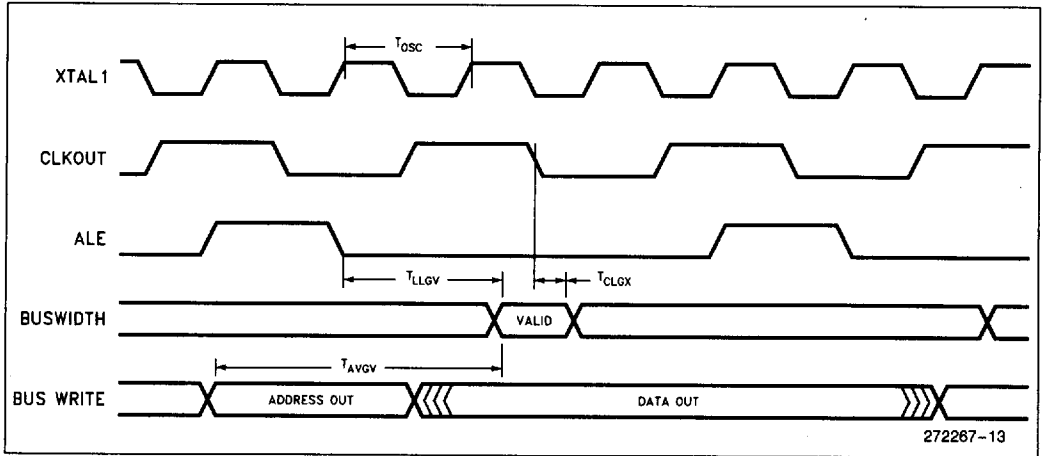 TOSC
XTAL1
CLKOUT
ALE
TLLGV
TCLGX
BUSWIDTH
VALID
TAVGV
BUS WRITE
ADDRESS OUT
DATA OUT
272267-13